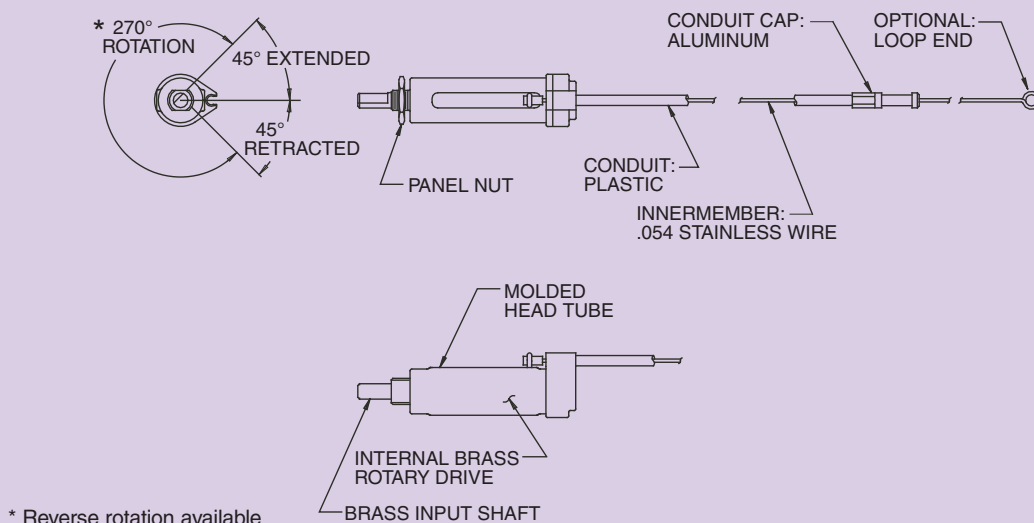 * 270°
ROTATION
45° EXTENDED
45°
RETRACTED
PANEL NUT
CONDUIT CAP:
ALUMINUM
OPTIONAL:
LOOP END
CONDUIT:
PLASTIC
INNERMEMBER:
.054 STAINLESS WIRE
MOLDED
HEAD TUBE
INTERNAL BRASS
ROTARY DRIVE
BRASS INPUT SHAFT
* Reverse rotation available